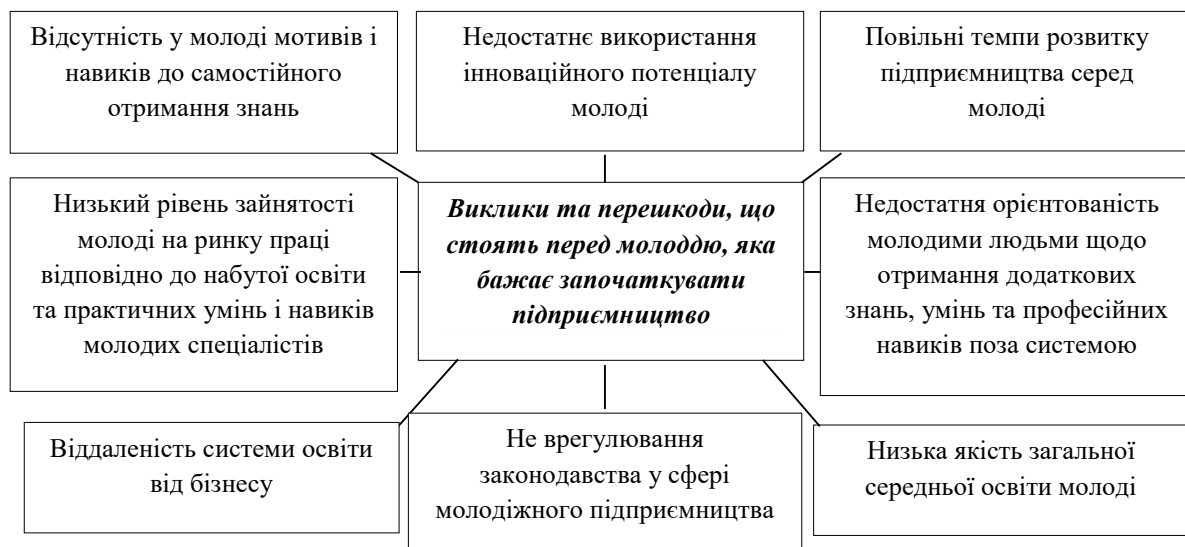 Відсутність у молоді мотивів і
навиків до самостійного
отримання знань
Недостатнє використання
інноваційного потенціалу
молоді
Повільні темпи розвитку
підприємництва серед
молоді
Низький рівень зайнятості
молоді на ринку праці
відповідно до набутої освіти
та практичних умінь і навиків
молодих спеціалістів
Виклики та перешкоди, що
стоять перед молоддю, яка
бажає започаткувати
підприємництво
Недостатня орієнтованість
молодими людьми щодо
отримання додаткових
знань, умінь та професійних
навиків поза системою
Віддаленість системи освіти
від бізнесу
Не врегулювання
законодавства у сфері
молодіжного підприємництва
Низька якість загальної
середньої освіти молоді